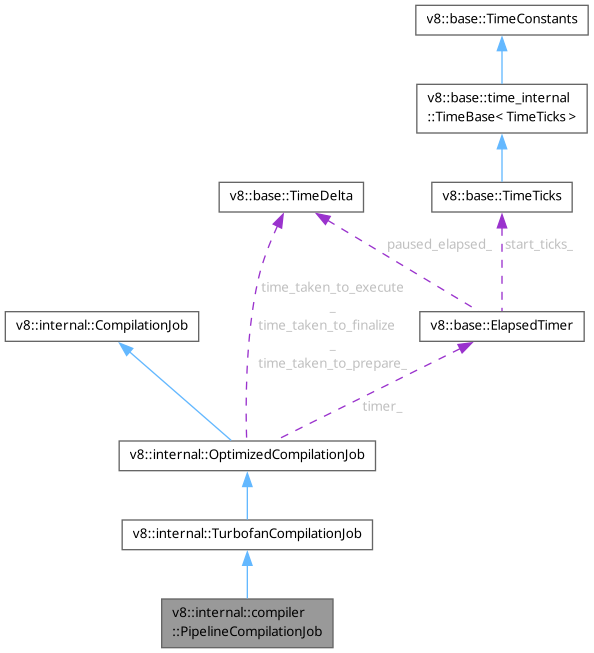 v8::base::TimeConstants
v8::base::time_internal
::TimeBase< TimeTicks >
v8::base::TimeDelta
v8::base::TimeTicks
paused_elapsed_
start_ticks_
time_taken_to_execute
_
time_taken_to_finalize
_
time_taken_to_prepare_
v8::internal::CompilationJob
v8::base::ElapsedTimer
timer_
v8::internal::OptimizedCompilationJob
v8::internal::TurbofanCompilationJob
v8::internal::compiler
::PipelineCompilationJob